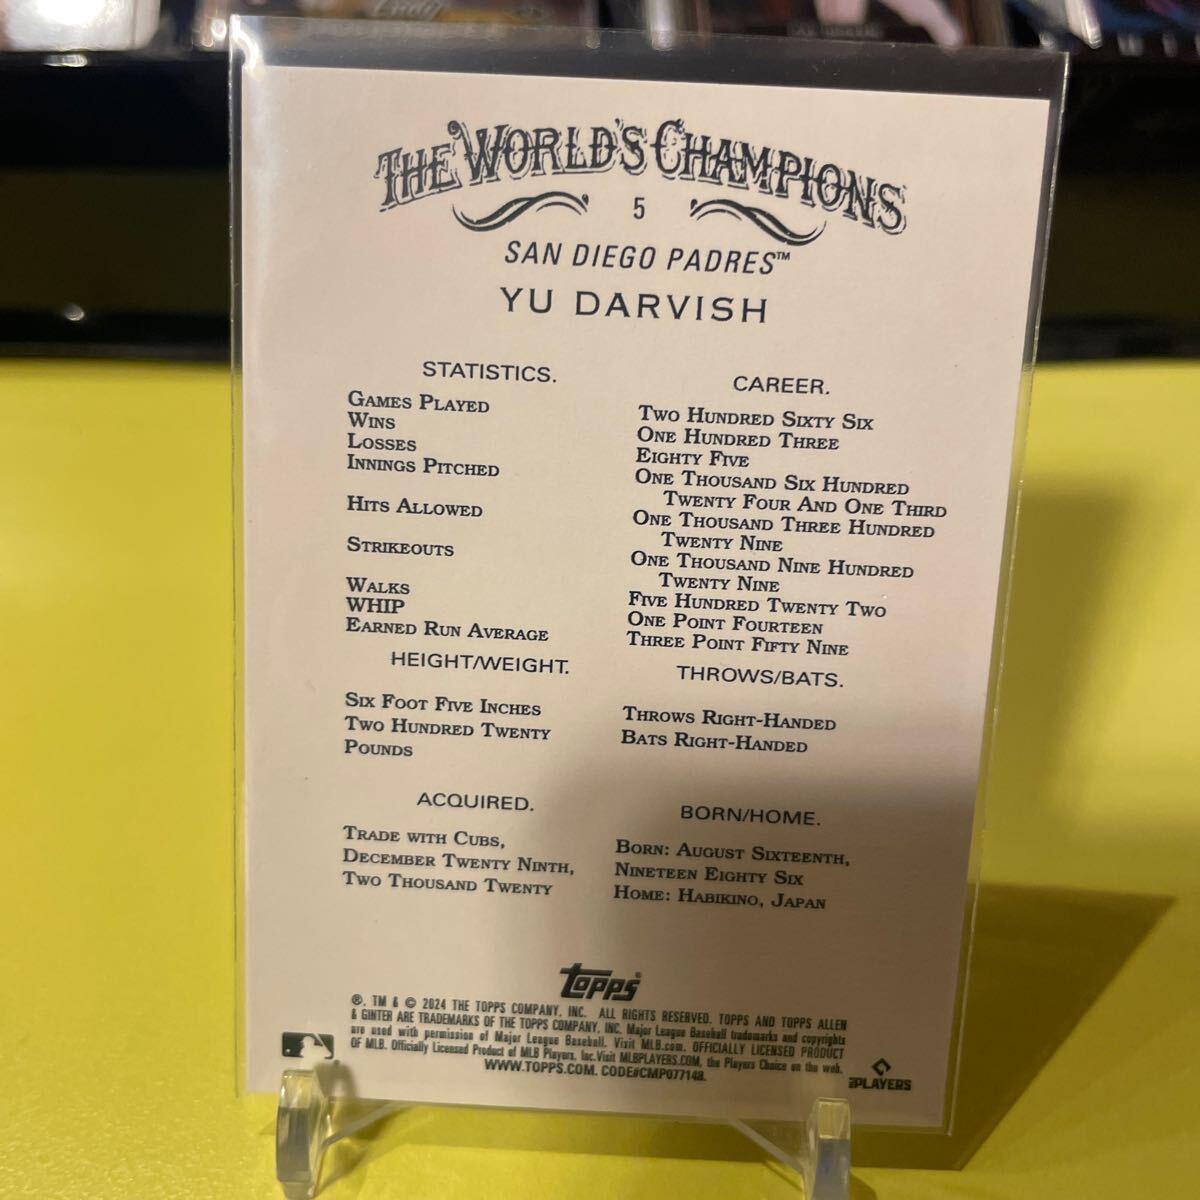 THE WORLD'S CHAMPIONS
5
SAN DIEGO PADRES™
YU DARVISH
STATISTICS.
GAMES PLAYED
WINS
LOSSES
INNINGS PITCHED
HITS ALLOWED
STRIKEOUTS
WALKS
WHIP
EARNED RUN AVERAGE
CAREER.
TWO HUNDRED SIXTY SIX
ONE HUNDRED THREE
EIGHTY FIVE
ONE THOUSAND SIX HUNDRED
TWENTY FOUR AND ONE THIRD
ONE THOUSAND THREE HUNDRED
TWENTY NINE
ONE THOUSAND NINE HUNDRED
TWENTY NINE
FIVE HUNDRED TWENTY TWO
ONE POINT FOURTEEN
THREE POINT FIFTY NINE
HEIGHT/WEIGHT.
SIX FOOT FIVE INCHES
TWO HUNDRED TWENTY
POUNDS
THROWS/BATS.
THROWS RIGHT-HANDED
BATS RIGHT-HANDED
ACQUIRED.
TRADE WITH CUBS,
DECEMBER TWENTY NINTH,
TWO THOUSAND TWENTY
BORN/HOME.
BORN: AUGUST SIXTEENTH,
NINETEEN EIGHTY SIX
HOME: HABIKINO, JAPAN
topps®
®, TM & © 2024 THE TOPPS COMPANY, INC. ALL RIGHTS RESERVED. TOPPS AND TOPPS ALLEN
& GINTER ARE TRADEMARKS OF THE TOPPS COMPANY, INC. Major League Baseball trademarks and copyrights
are used with permission of Major League Baseball. Visit MLB.com. OFFICIALLY LICENSED PRODUCT
OF MLB. Officially Licensed Product of MLB Players, Inc. Visit MLBPLAYERS.COM, the Players Choice on the web.
WWW.TOPPS.COM. CODE#CMP077148.
PLAYERS